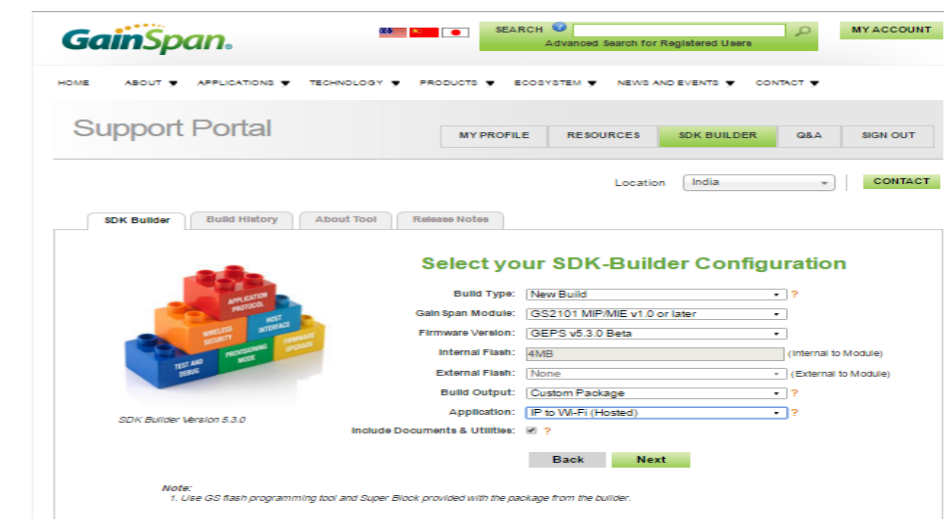 GainSpan®
SEARCH
MY ACCOUNT
Advanced Search for Registered Users
HOME ABOUT APPLICATIONS TECHNOLOGY PRODUCTS ECOSYSTEM NEWS AND EVENTS CONTACT
Support Portal
MY PROFILE RESOURCES SDK BUILDER Q&A SIGN OUT
Location India CONTACT
SDK Builder Build History About Tool Release Notes
Select your SDK-Builder Configuration
APPLICATION
PROTOCOL
WIRELESS
SECURITY
HOST
INTERFACE
TEST AND
DEBUG
PROVISIONING
MODE
FIRMWARE
UPGRADE
SDK Builder Version 5.3.0
Build Type: New Build ?
GainSpan Module: GS2101 MIP/MIE v1.0 or later
Firmware Version: GEPS v5.3.0 Beta
Internal Flash: 4MB (Internal to Module)
External Flash: None (External to Module)
Build Output: Custom Package ?
Application: IP to Wi-Fi (Hosted) ?
Include Documents & Utilities: ?
Back Next
Note:
1. Use GS flash programming tool and Super Block provided with the package from the builder.